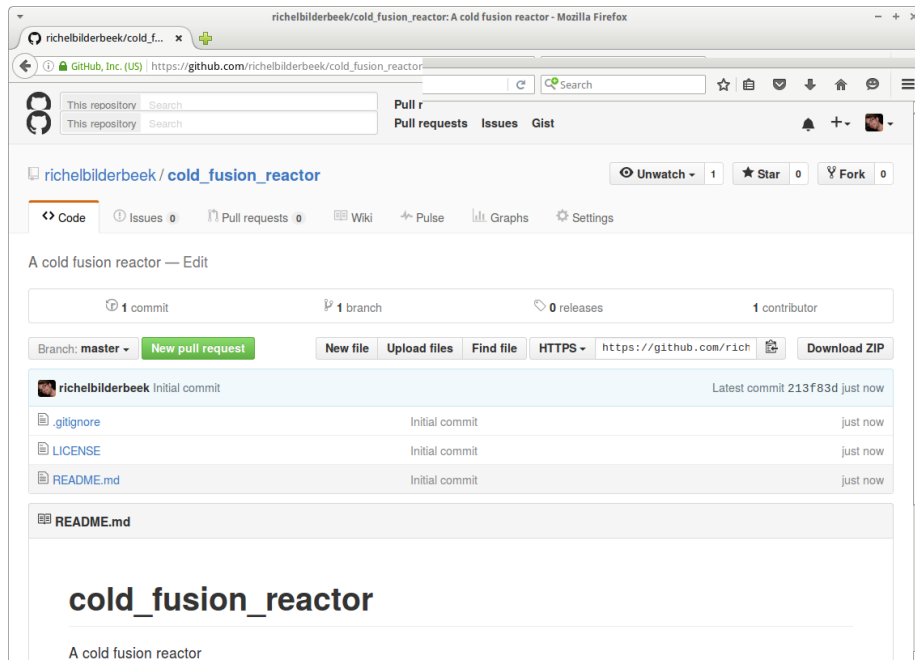 richelbilderbeek/cold_fusion_reactor: A cold fusion reactor - Mozilla Firefox
richelbilderbeek/cold_f...
GitHub, Inc. (US) https://github.com/richelbilderbeek/cold_fusion_reactor
Search
This repository Search Pull r
This repository Search Pull requests Issues Gist
richelbilderbeek / cold_fusion_reactor Unwatch 1 Star 0 Fork 0
Code Issues 0 Pull requests 0 Wiki Pulse Graphs Settings
A cold fusion reactor — Edit
1 commit 1 branch 0 releases 1 contributor
Branch: master New pull request New file Upload files Find file HTTPS https://github.com/rich Download ZIP
richelbilderbeek Initial commit Latest commit 213f83d just now
.gitignore Initial commit just now
LICENSE Initial commit just now
README.md Initial commit just now
README.md
cold_fusion_reactor
A cold fusion reactor